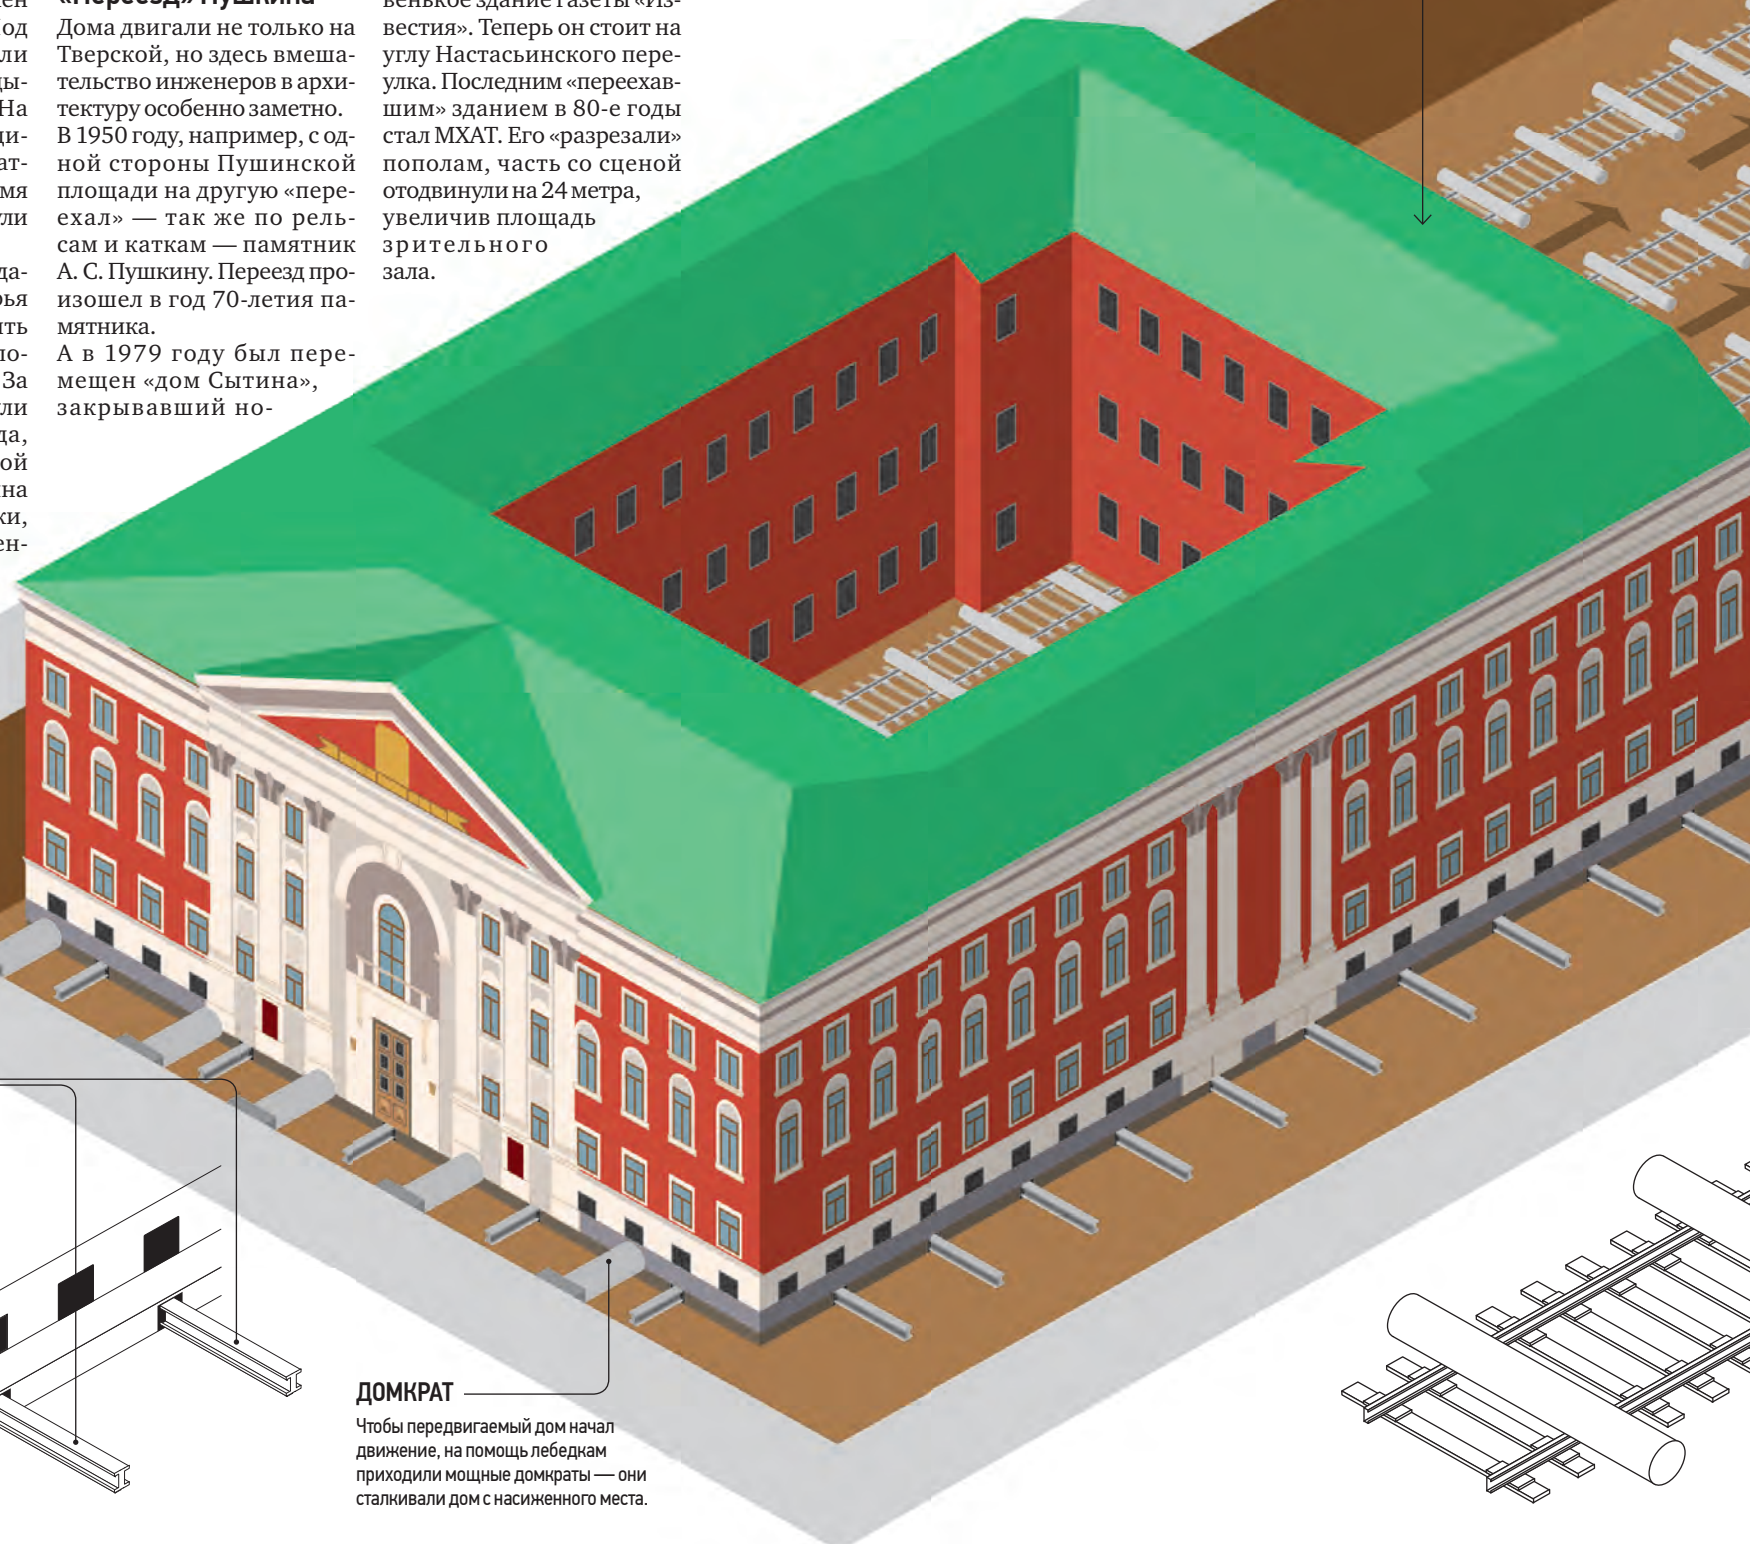 «Переезд» Пушкина
Дома двигали не только на
Тверской, но здесь вмеша-
тельство инженеров в архи-
тектуру особенно заметно.
В 1950 году, например, с од-
ной стороны Пушинской
площади на другую «пере-
ехал» — так же по рель-
сам и каткам — памятник
А. С. Пушкину. Переезд про-
изошел в год 70-летия па-
мятника.
А в 1979 году был пере-
мещен «дом Сытина»,
закрывавший но-
венькое здание газеты «Из-
вестия». Теперь он стоит на
углу Настасьинского пере-
улка. Последним «переехав-
шим» зданием в 80-е годы
стал МХАТ. Его «разрезали»
пополам, часть со сценой
отодвинули на 24 метра,
увеличив площадь
зрительного
зала.
ДОМКРАТ
Чтобы передвигаемый дом начал
движение, на помощь лебедкам
приходили мощные домкраты — они
сталкивали дом с насиженного места.